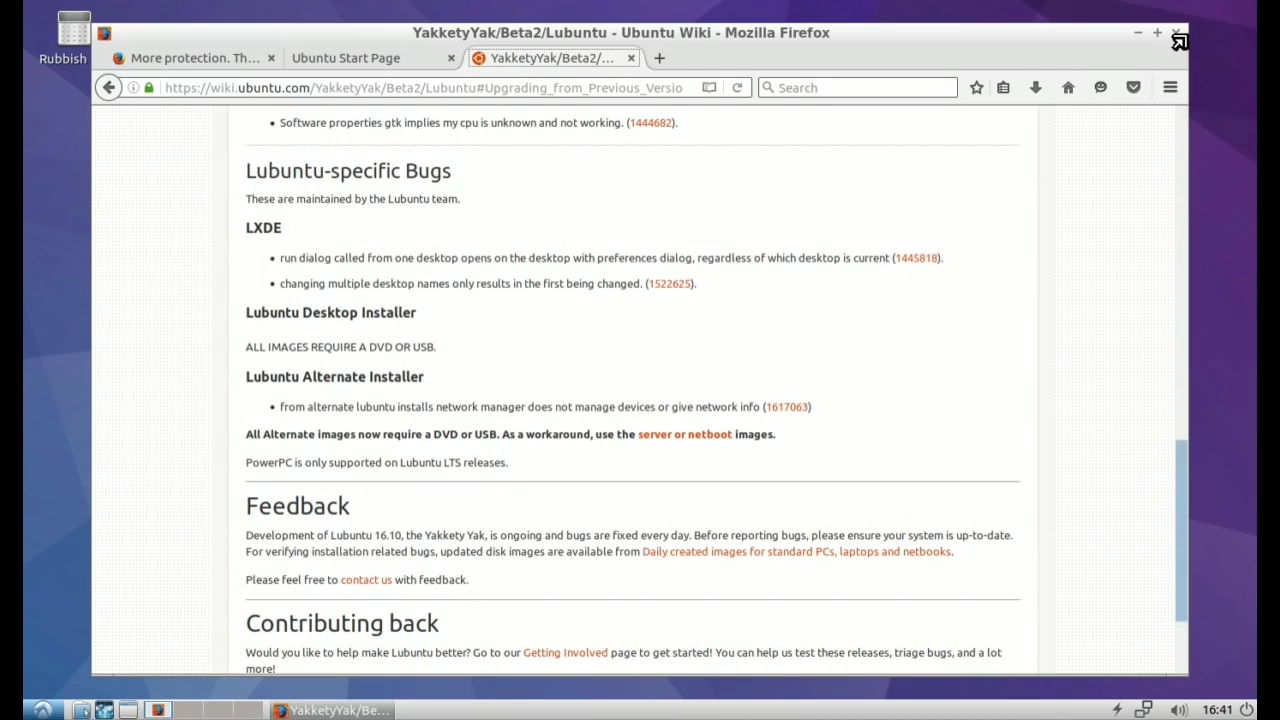 Rubbish
YakketyYak/Beta2/Lubuntu - Ubuntu Wiki - Mozilla Firefox
More protection. Th...
Ubuntu Start Page
YakketyYak/Beta2/...
https://wiki.ubuntu.com/YakketyYak/Beta2/Lubuntu#Upgrading_from_Previous_Versio
Search
• Software properties gtk implies my cpu is unknown and not working. (1444682).
Lubuntu-specific Bugs
These are maintained by the Lubuntu team.
LXDE
• run dialog called from one desktop opens on the desktop with preferences dialog, regardless of which desktop is current (1445818).
• changing multiple desktop names only results in the first being changed. (1522625).
Lubuntu Desktop Installer
ALL IMAGES REQUIRE A DVD OR USB.
Lubuntu Alternate Installer
• from alternate lubuntu installs network manager does not manage devices or give network info (1617063)
All Alternate images now require a DVD or USB. As a workaround, use the server or netboot images.
PowerPC is only supported on Lubuntu LTS releases.
Feedback
Development of Lubuntu 16.10, the Yakkety Yak, is ongoing and bugs are fixed every day. Before reporting bugs, please ensure your system is up-to-date.
For verifying installation related bugs, updated disk images are available from Daily created images for standard PCs, laptops and netbooks.
Please feel free to contact us with feedback.
Contributing back
Would you like to help make Lubuntu better? Go to our Getting Involved page to get started! You can help us test these releases, triage bugs, and a lot
more!
YakketyYak/Be...
16:41